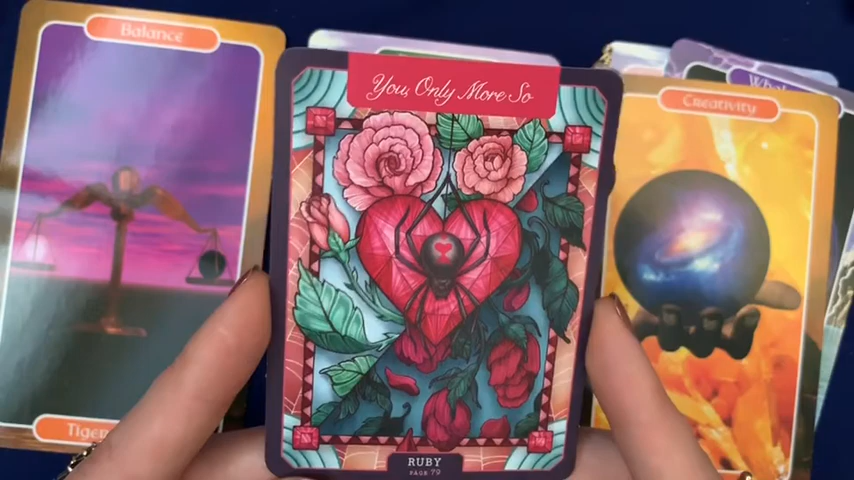 Balance
You, Only More So
Creativity
Tiger
RUBY
PAGE 79